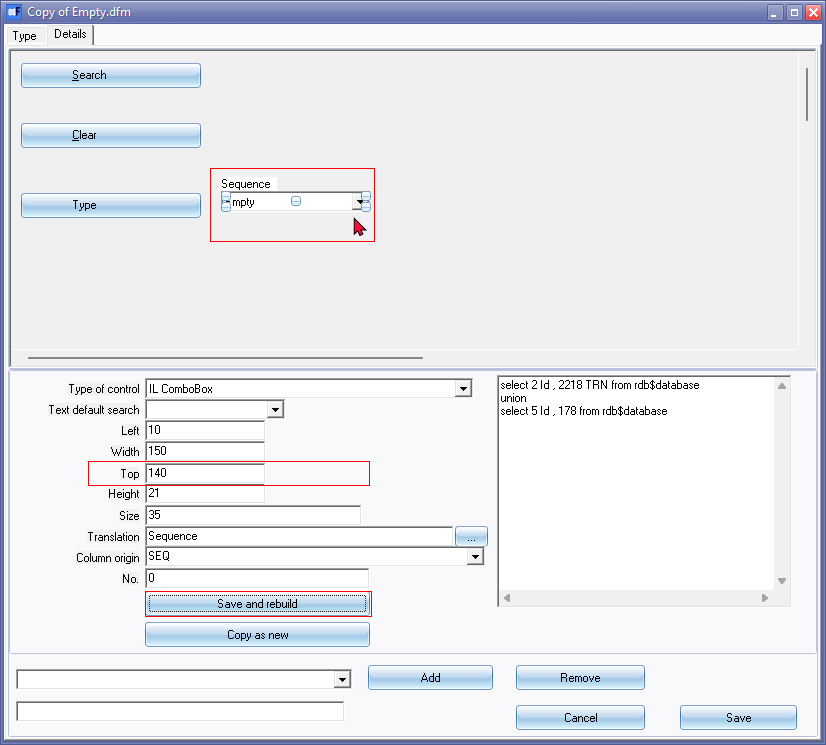 Copy of Empty.dfm
Type
Details
Search
Clear
Type
Sequence
mpty
Type of control
IL ComboBox
Text default search
Left
10
Width
150
Top
140
Height
21
Size
35
Translation
Sequence
...
Column origin
SEQ
No.
0
Save and rebuild
Copy as new
select 2 Id , 2218 TRN from rdb$database
union
select 5 Id , 178 from rdb$database
Add
Remove
Cancel
Save